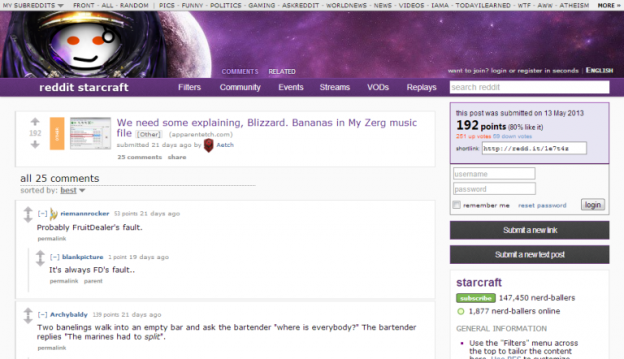 MY SUBREDDITS FRONT - ALL - RANDOM | PICS - FUNNY - POLITICS - GAMING - ASKREDDIT - WORLDNEWS - NEWS - VIDEOS - IAMA - TODAYILEARNED - WTF - AWW - ATHEISM MORE »
COMMENTS RELATED
want to join? login or register in seconds | ENGLISH
reddit starcraft Filters Community Events Streams VODs Replays search reddit
192
We need some explaining, Blizzard. Bananas in My Zerg music
file [Other] (apparentetch.com)
submitted 21 days ago by Aetch
25 comments share
this post was submitted on 13 May 2013
192 points (80% like it)
251 up votes 59 down votes
shortlink:
username
password
remember me reset password login
all 25 comments
sorted by: best
[–] riemannrocker 53 points 21 days ago
Probably FruitDealer's fault.
permalink
[–] blankpicture 1 point 19 days ago
It's always FD's fault..
permalink parent
[–] Archybaldy 129 points 21 days ago
Two banelings walk into an empty bar and ask the bartender "where is everybody?" The bartender
replies "The marines had to split".
permalink
Submit a new link
Submit a new text post
starcraft
subscribe 147,450 nerd-ballers
1,877 nerd-ballers online
GENERAL INFORMATION
Use the "Filters" menu across
the top to tailor the content
here. Use RES to customize